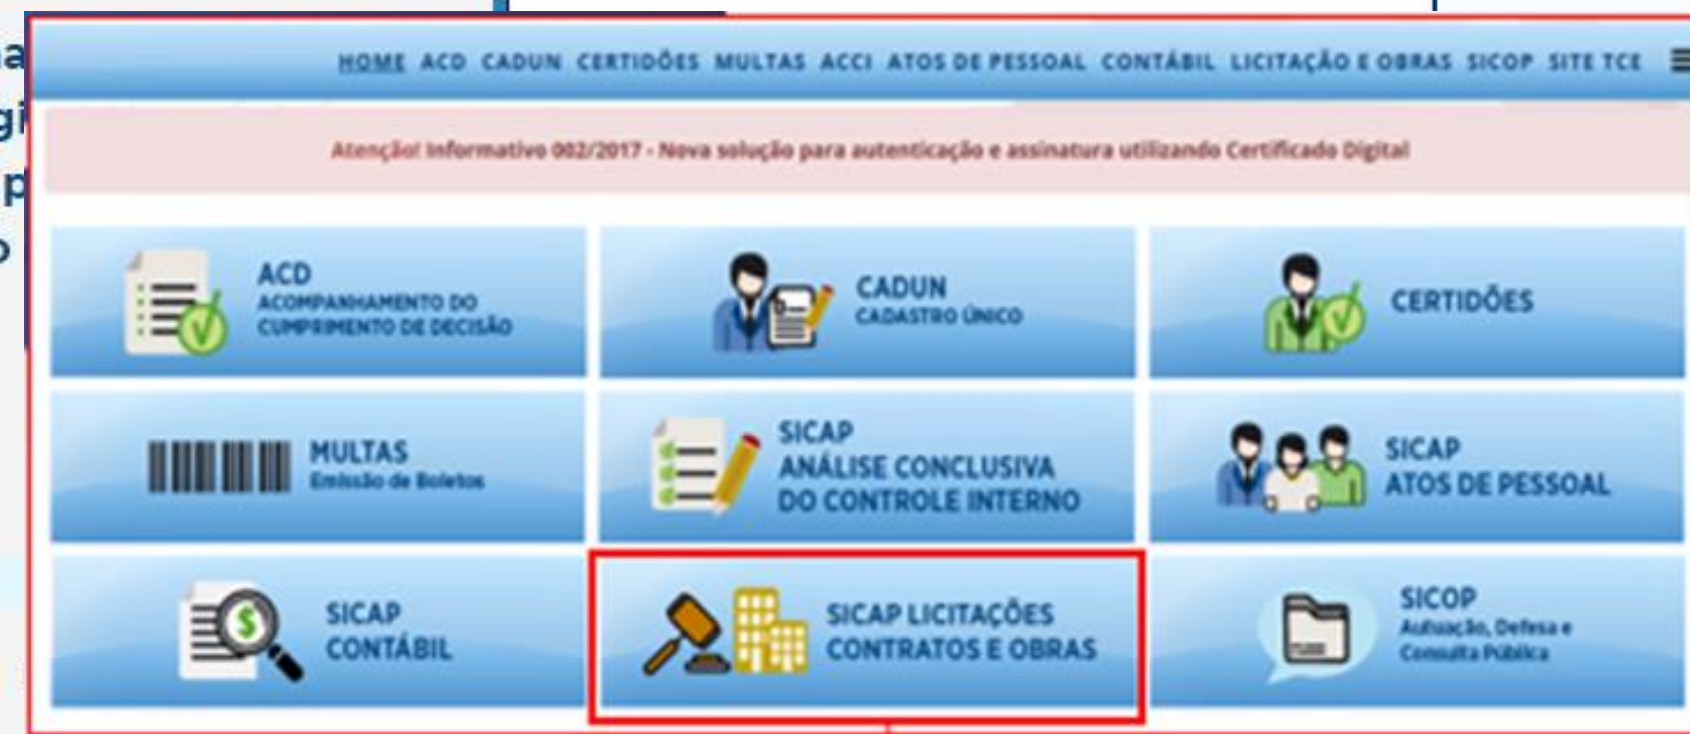 HOME ACD CADUN CERTIDÕES MULTAS ACCI ATOS DE PESSOAL CONTÁBIL LICITAÇÃO E OBRAS SICOP SITE TCE
Atenção! Informativo 002/2017 - Nova solução para autenticação e assinatura utilizando Certificado Digital
ACD
ACOMPANHAMENTO DO
CUMPRIMENTO DE DECISÃO
CADUN
CADASTRO ÚNICO
CERTIDÕES
MULTAS
Emissão de Boletos
SICAP
ANÁLISE CONCLUSIVA
DO CONTROLE INTERNO
SICAP
ATOS DE PESSOAL
SICAP
CONTÁBIL
SICAP LICITAÇÕES
CONTRATOS E OBRAS
SICOP
Autuação, Defesa e
Consulta Pública